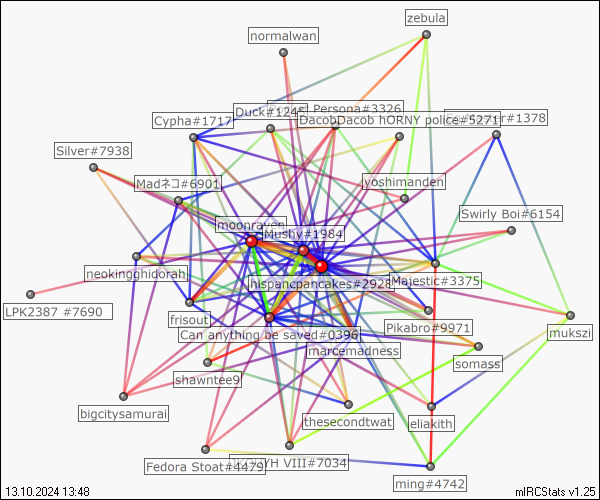 zebula
normalwan
Persona#3326
Duck#1245
DacobDacob hORNY police#5271
#1378
Cypha#1717
Silver#7938
Madネコ#6901
yoshimanden
Swirly Boi#6154
moonraven
Mushy#1984
neokingghidorah
hispancpancakes#2928
Majestic#3375
LPK2387 #7690
frisout
Pikabro#9971
mukszi
Can anything be saved#0396
marcemadness
somass
shawntee9
bigcitysamurai
thesecondtwat
eliakith
Fedora Stoat#4479
VIII#7034
ming#4742
13.10.2024 13:48
mIRCStats v1.25